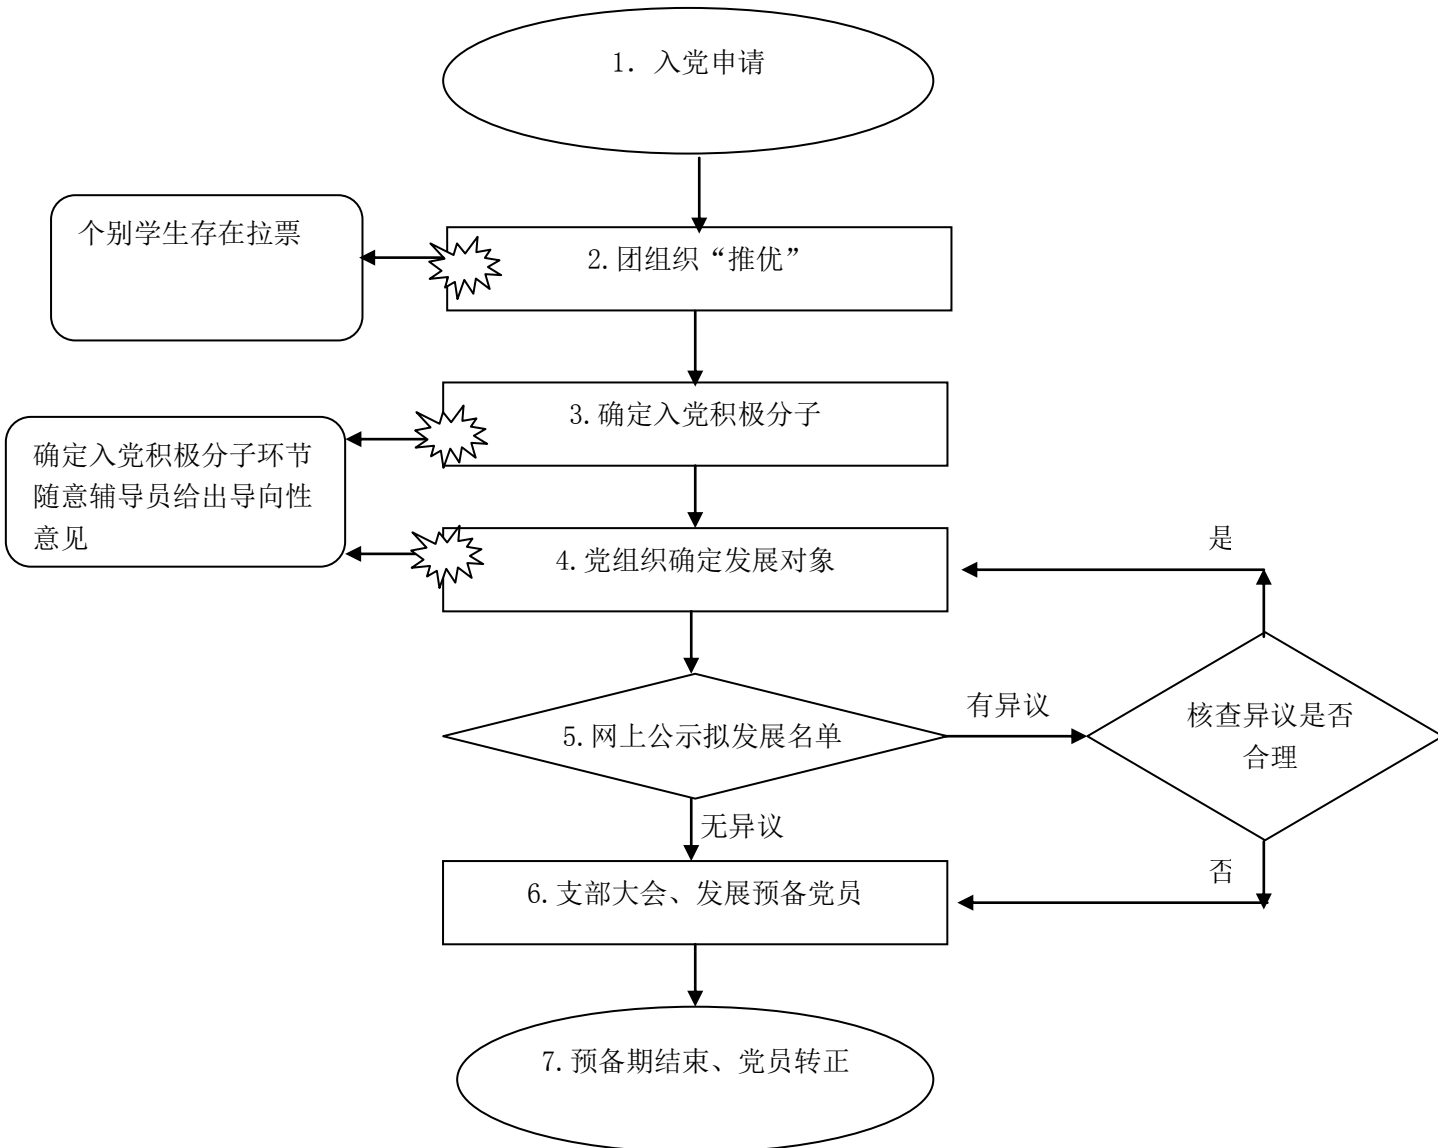 1. 入党申请
个别学生存在拉票
2.团组织“推优”
3.确定入党积极分子
确定入党积极分子环节
随意辅导员给出导向性
意见
4.党组织确定发展对象
是
5.网上公示拟发展名单
有异议
核查异议是否
合理
无异议
6.支部大会、发展预备党员
否
7.预备期结束、党员转正